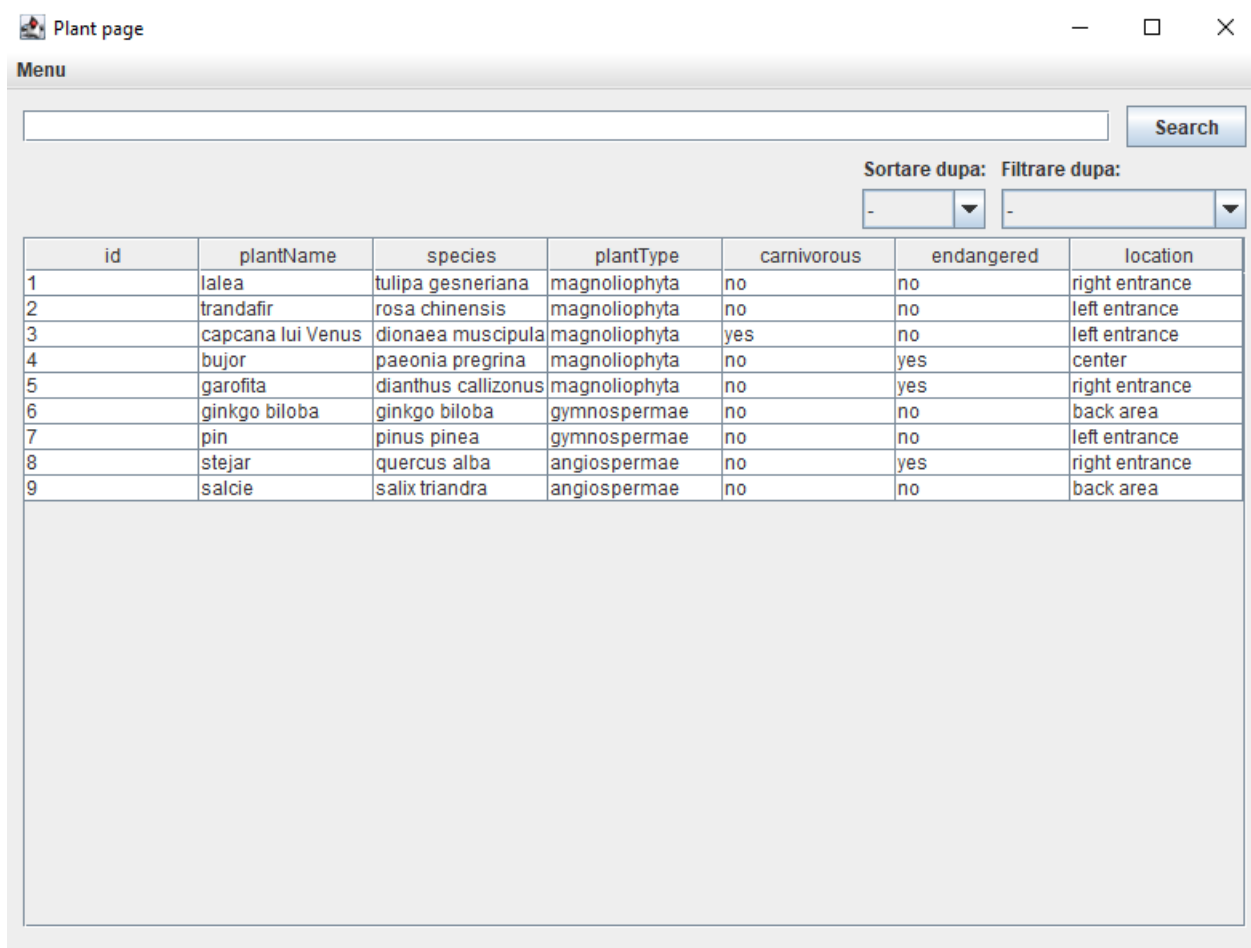 Plant page
Menu
Search
Sortare dupa: Filtrare dupa:
- -
id plantName species plantType carnivorous endangered location
1 lalea tulipa gesneriana magnoliophyta no no right entrance
2 trandafir rosa chinensis magnoliophyta no no left entrance
3 capcana lui Venus dionaea muscipula magnoliophyta yes no left entrance
4 bujor paeonia pregrina magnoliophyta no yes center
5 garofita dianthus callizonus magnoliophyta no yes right entrance
6 ginkgo biloba ginkgo biloba gymnospermae no no back area
7 pin pinus pinea gymnospermae no no left entrance
8 stejar quercus alba angiospermae no yes right entrance
9 salcie salix triandra angiospermae no no back area